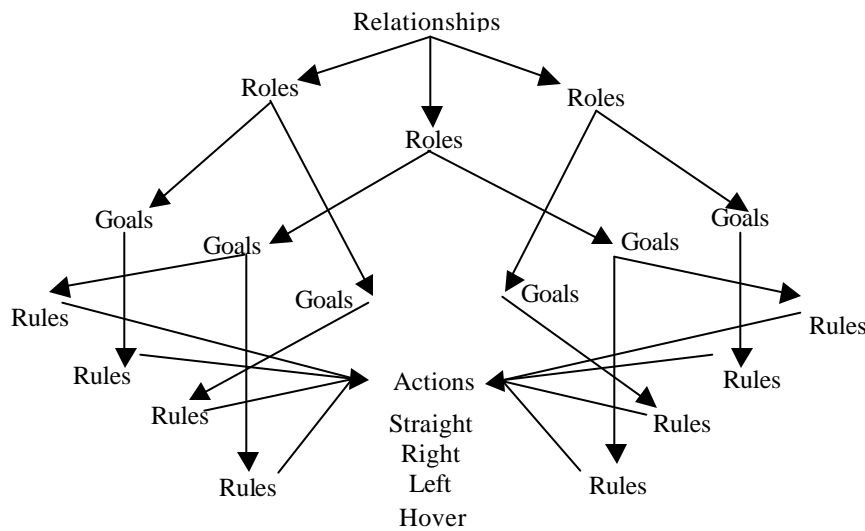 Relationships
Roles
Roles
Roles
Goals
Goals
Goals
Goals
Goals
Goals
Rules
Rules
Rules
Rules
Actions
Rules
Rules
Straight
Rules
Right
Rules
Left
Rules
Hover